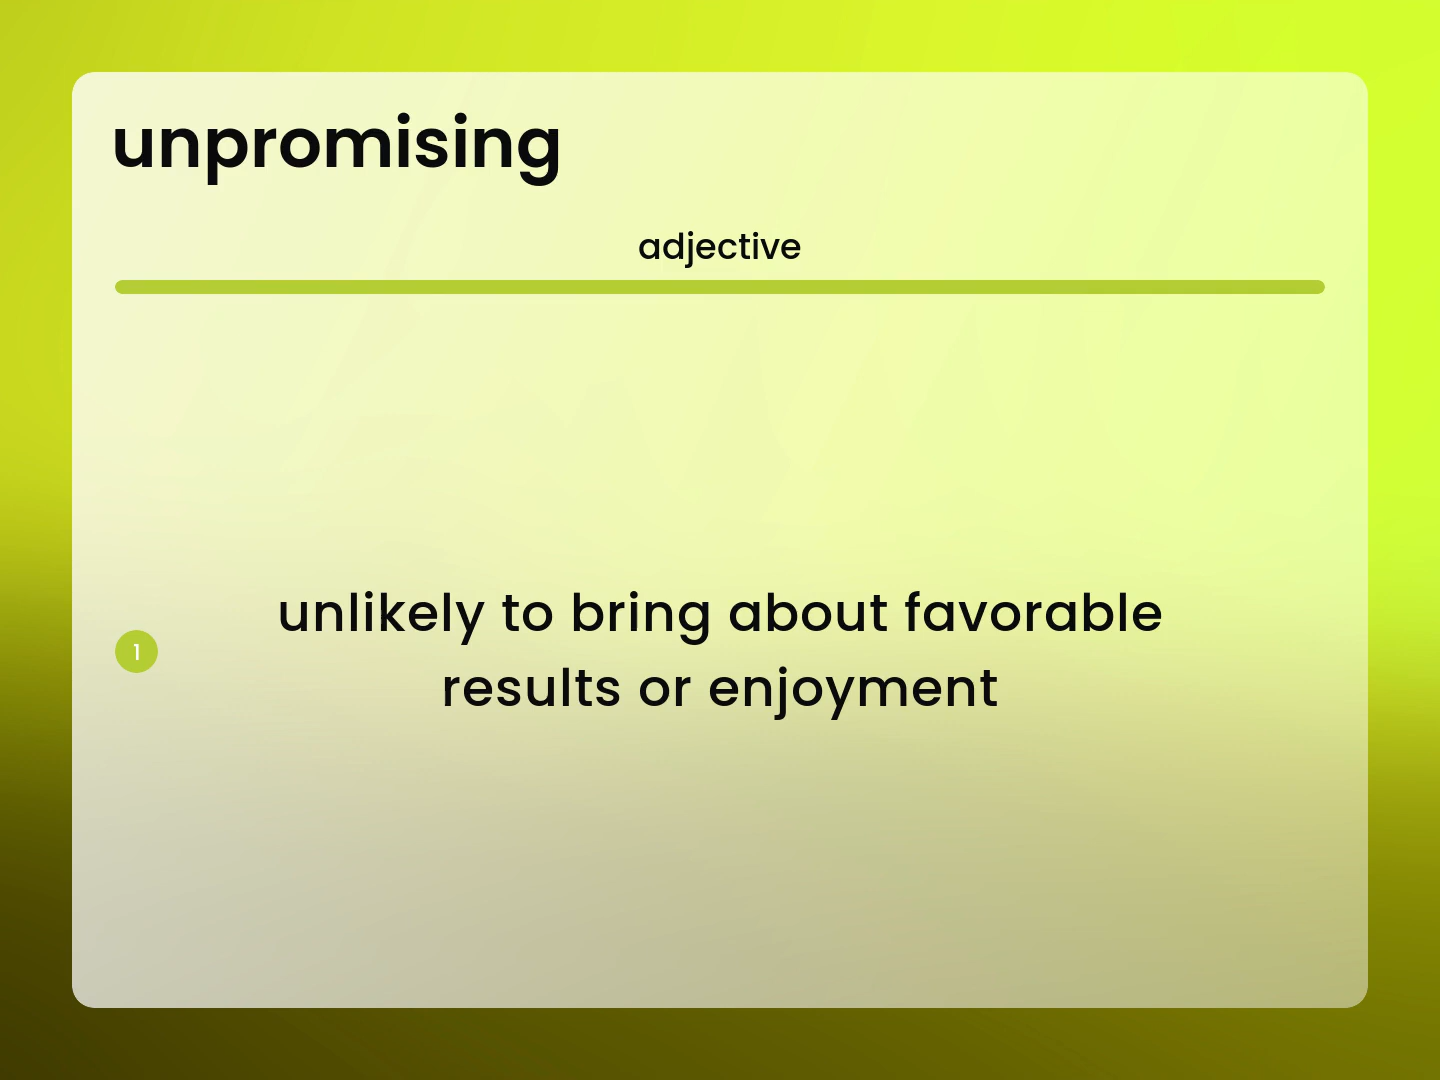 unpromising
adjective
1
unlikely to bring about favorable
results or enjoyment